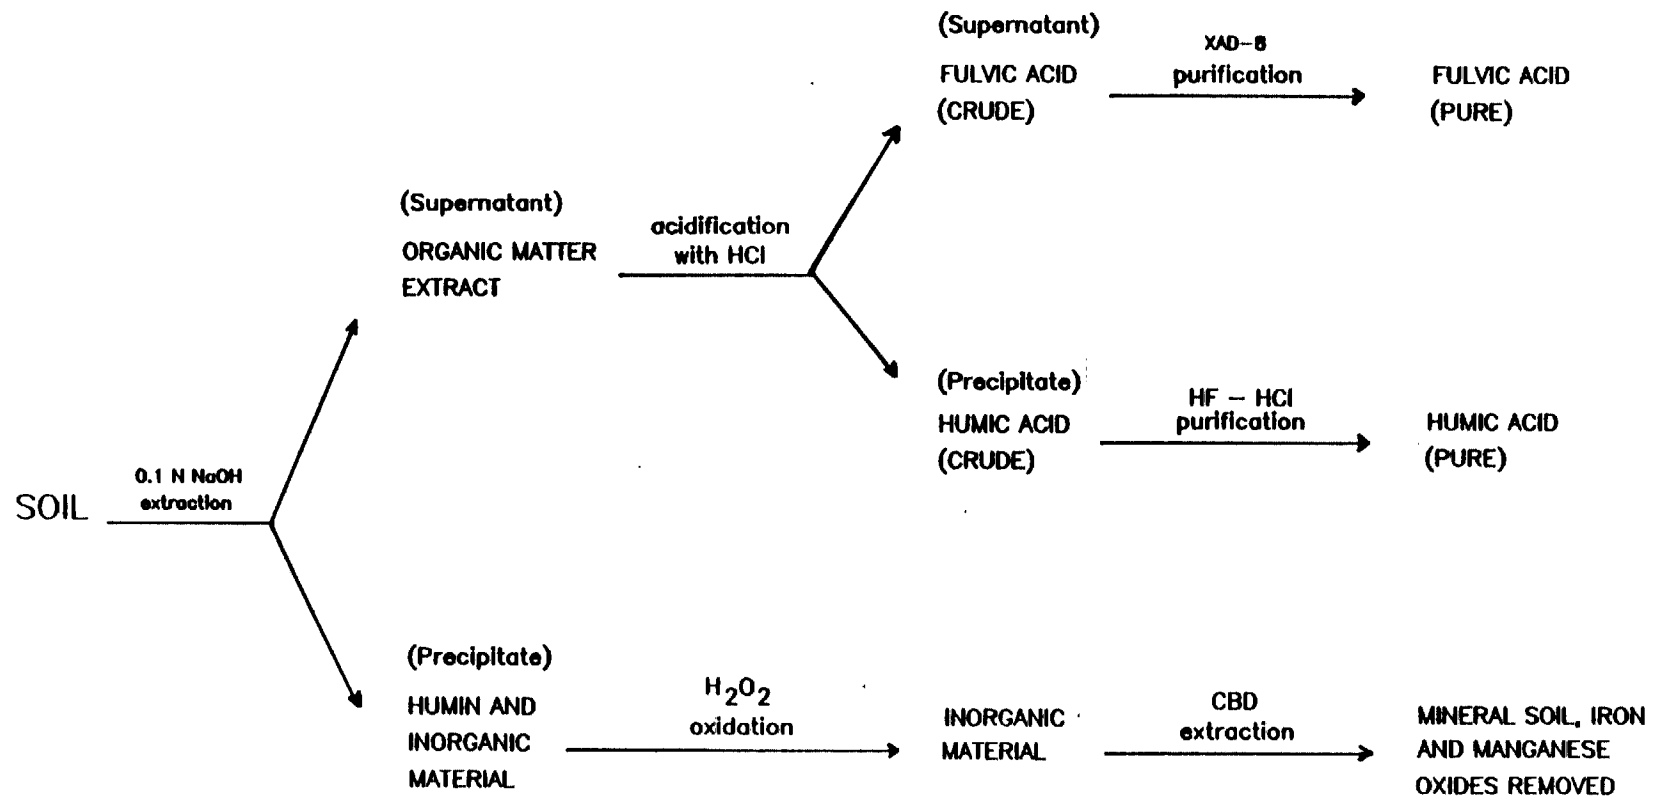 (Supernatant)
FULVIC ACID
(CRUDE)
XAD-8
purification
FULVIC ACID
(PURE)
(Supernatant)
ORGANIC MATTER
EXTRACT
acidification
with HCl
(Precipitate)
HUMIC ACID
(CRUDE)
HF - HCl
purification
HUMIC ACID
(PURE)
SOIL
0.1 N NaOH
extraction
(Precipitate)
HUMIN AND
INORGANIC
MATERIAL
H2O2
oxidation
INORGANIC
MATERIAL
CBD
extraction
MINERAL SOIL, IRON
AND MANGANESE
OXIDES REMOVED